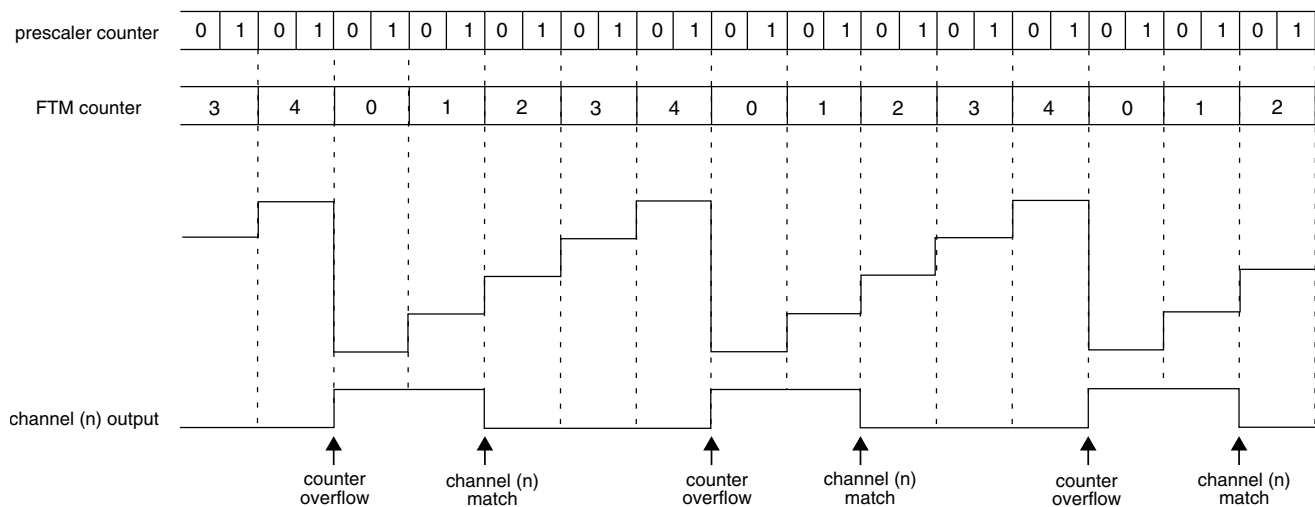 prescaler counter 0 1 0 1 0 1 0 1 0 1 0 1 0 1 0 1 0 1 0 1 0 1 0 1 0 1 0 1 0 1
FTM counter 3 4 0 1 2 3 4 0 1 2 3 4 0 1 2
channel (n) output
counter overflow
channel (n) match
counter overflow
channel (n) match
counter overflow
channel (n) match